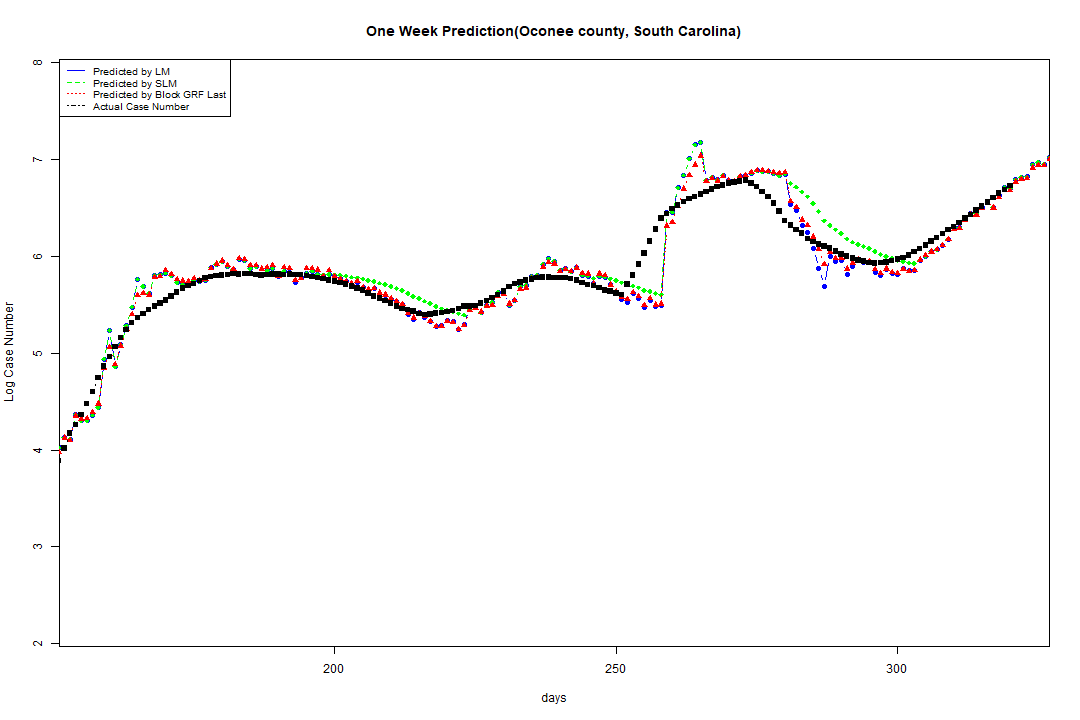 One Week Prediction(Oconee county, South Carolina)
Predicted by LM
Predicted by SLM
Predicted by Block GRF Last
Actual Case Number
8
7
6
5
4
3
2
Log Case Number
200
250
300
days